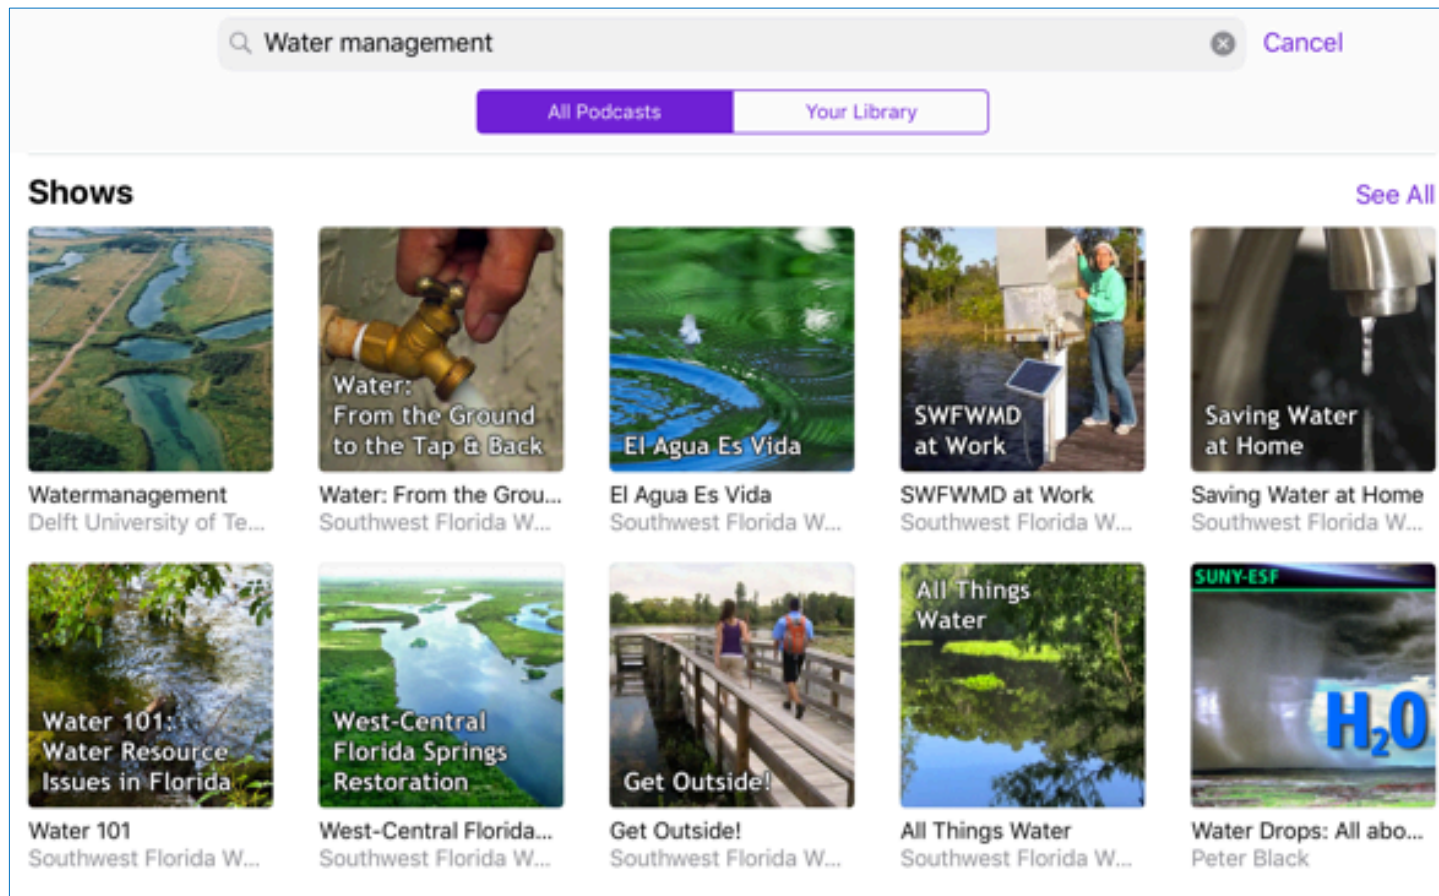 Water management
Cancel
All Podcasts
Your Library
Shows
See All
Water:
From the Ground
to the Tap & Back
El Agua Es Vida
SWFWMD
at Work
Saving Water
at Home
Watermanagement
Delft University of Te...
Water: From the Grou...
Southwest Florida W...
El Agua Es Vida
Southwest Florida W...
SWFWMD at Work
Southwest Florida W...
Saving Water at Home
Southwest Florida W...
Water 101:
Water Resource
Issues in Florida
West-Central
Florida Springs
Restoration
Get Outside!
All Things
Water
SUNY-ESF
H₂O
Water 101
Southwest Florida W...
West-Central Florida...
Southwest Florida W...
Get Outside!
Southwest Florida W...
All Things Water
Southwest Florida W...
Water Drops: All abo...
Peter Black